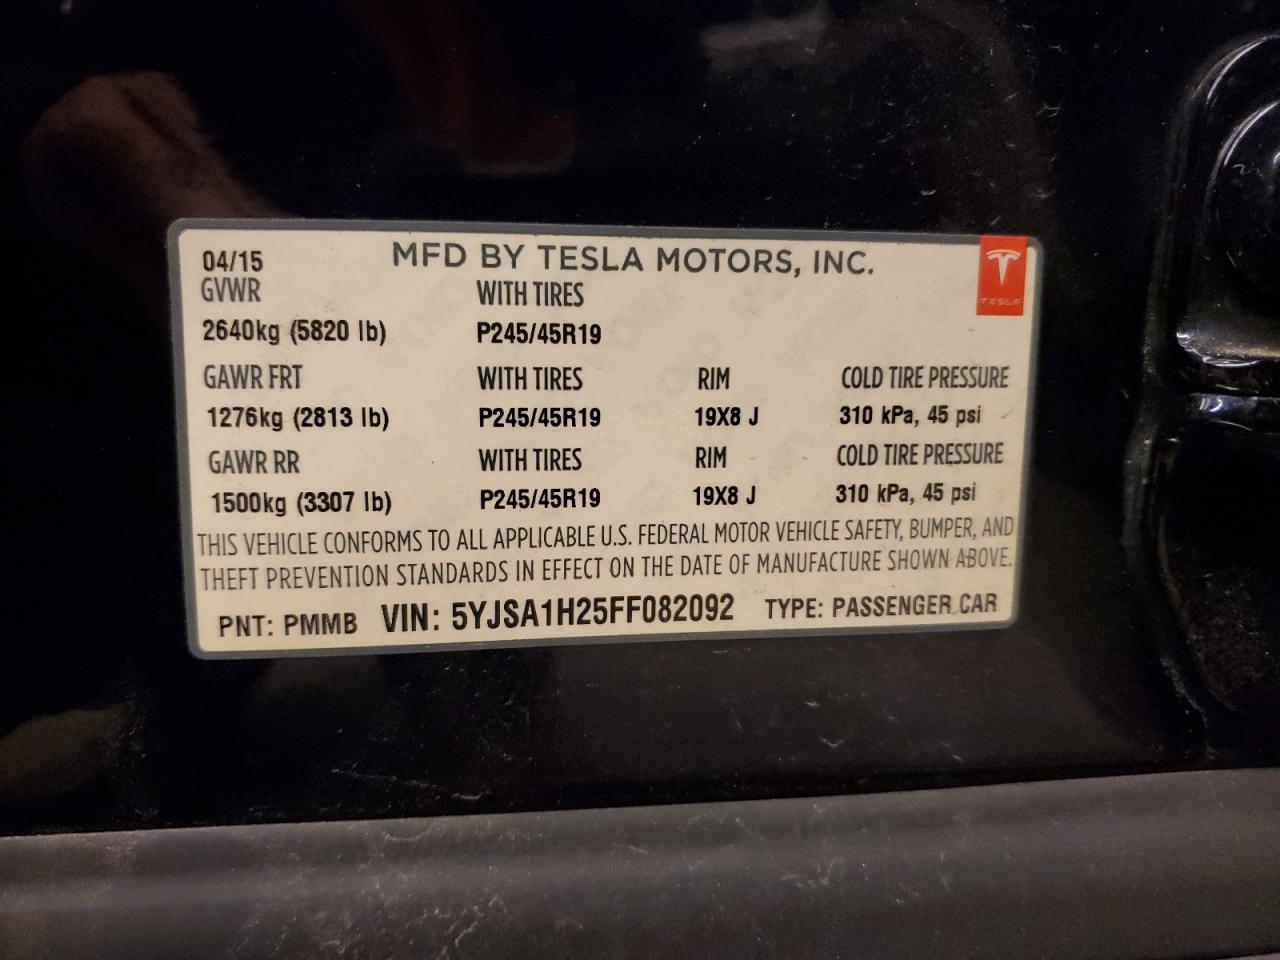 04/15 MFD BY TESLA MOTORS, INC.
TESLA
GVWR WITH TIRES
2640kg (5820 lb) P245/45R19
GAWR FRT WITH TIRES RIM COLD TIRE PRESSURE
1276kg (2813 lb) P245/45R19 19X8 J 310 kPa, 45 psi
GAWR RR WITH TIRES RIM COLD TIRE PRESSURE
1500kg (3307 lb) P245/45R19 19X8 J 310 kPa, 45 psi
THIS VEHICLE CONFORMS TO ALL APPLICABLE U.S. FEDERAL MOTOR VEHICLE SAFETY, BUMPER, AND
THEFT PREVENTION STANDARDS IN EFFECT ON THE DATE OF MANUFACTURE SHOWN ABOVE.
PNT: PMMB VIN: 5YJSA1H25FF082092 TYPE: PASSENGER CAR